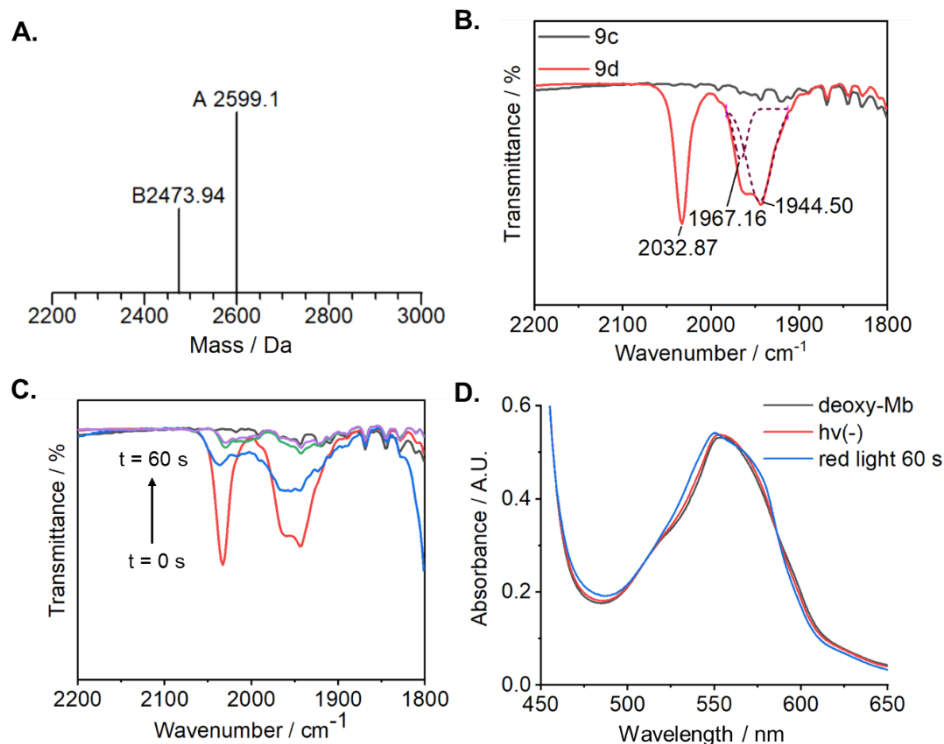 A.
A 2599.1
B2473.94
2200 2400 2600 2800 3000
Mass / Da
B.
9c
9d
Transmittance / %
1967.16
1944.50
2032.87
2200 2100 2000 1900 1800
Wavenumber / cm-1
C.
Transmittance / %
t = 60 s
t = 0 s
2200 2100 2000 1900 1800
Wavenumber / cm-1
D.
deoxy-Mb
hv(-)
red light 60 s
Absorbance / A.U.
0.6
0.4
0.2
0.0
450 500 550 600 650
Wavelength / nm